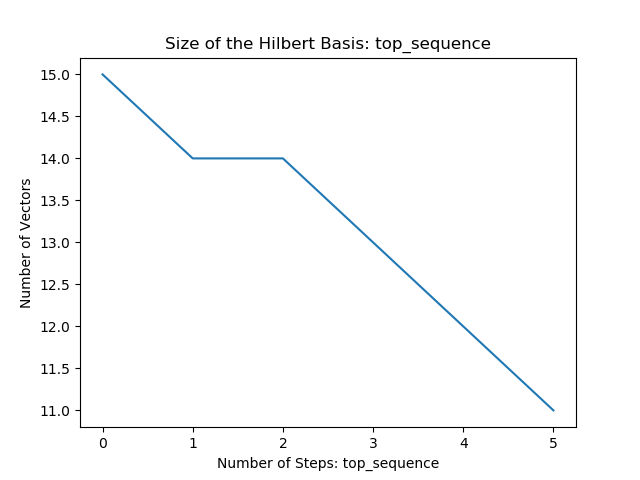 Size of the Hilbert Basis: top_sequence
15.0
14.5
14.0
13.5
13.0
12.5
12.0
11.5
11.0
Number of Vectors
0 1 2 3 4 5
Number of Steps: top_sequence